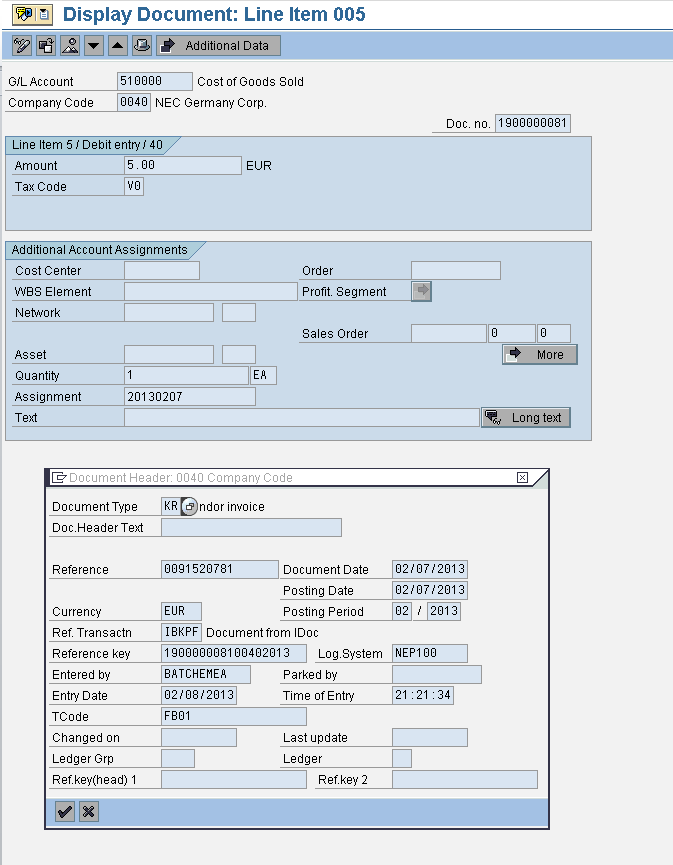 Display Document: Line Item 005
Additional Data
G/L Account 510000 Cost of Goods Sold
Company Code 0040 NEC Germany Corp.
Doc. no. 1900000081
Line Item 5 / Debit entry / 40
Amount 5.00 EUR
Tax Code V0
Additional Account Assignments
Cost Center Order
WBS Element Profit. Segment
Network
Sales Order 0 0
Asset More
Quantity 1 EA
Assignment 20130207
Text Long text
Document Header: 0040 Company Code
Document Type KR ndor invoice
Doc.Header Text
Reference 0091520781 Document Date 02/07/2013
Posting Date 02/07/2013
Currency EUR Posting Period 02 / 2013
Ref. Transactn IBKPF Document from IDoc
Reference key 190000008100402013 Log.System NEP100
Entered by BATCHEMEA Parked by
Entry Date 02/08/2013 Time of Entry 21:21:34
TCode FB01
Changed on Last update
Ledger Grp Ledger
Ref.key(head) 1 Ref.key 2